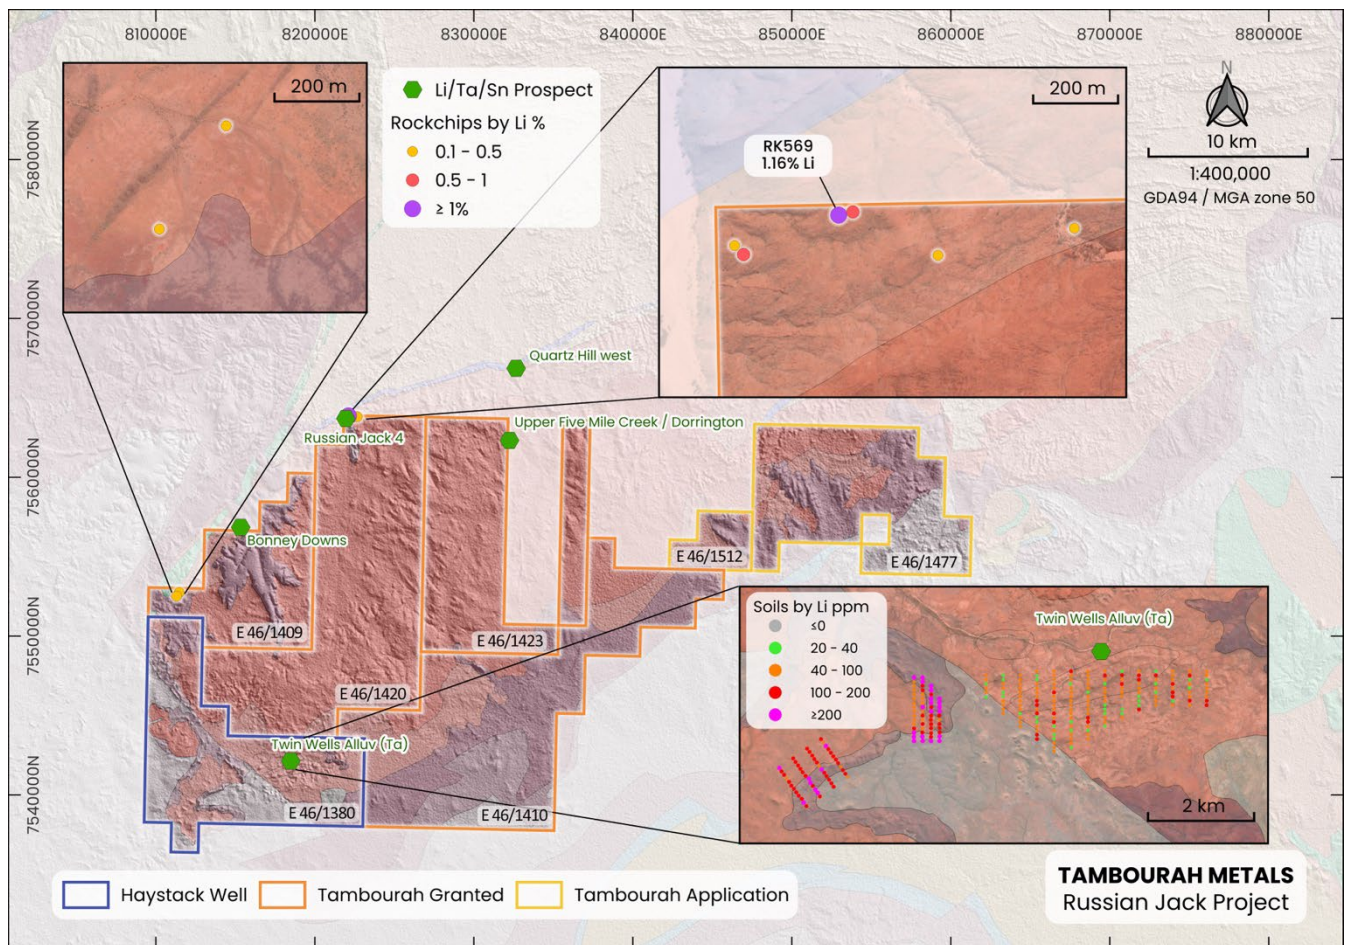 810000E
820000E
830000E
840000E
850000E
860000E
870000E
880000E
7580000N
7570000N
7560000N
7550000N
7540000N
200 m
Li/Ta/Sn Prospect
Rockchips by Li %
0.1 - 0.5
0.5 - 1
≥ 1%
200 m
RK569
1.16% Li
N
10 km
1:400,000
GDA94 / MGA zone 50
Quartz Hill west
Upper Five Mile Creek / Dorrington
Russian Jack 4
Bonney Downs
E 46/1512
E 46/1477
E 46/1409
E 46/1423
E 46/1420
Twin Wells Alluv (Ta)
E 46/1380
E 46/1410
Soils by Li ppm
≤0
20 - 40
40 - 100
100 - 200
≥200
Twin Wells Alluv (Ta)
2 km
Haystack Well
Tambourah Granted
Tambourah Application
TAMBOURAH METALS
Russian Jack Project